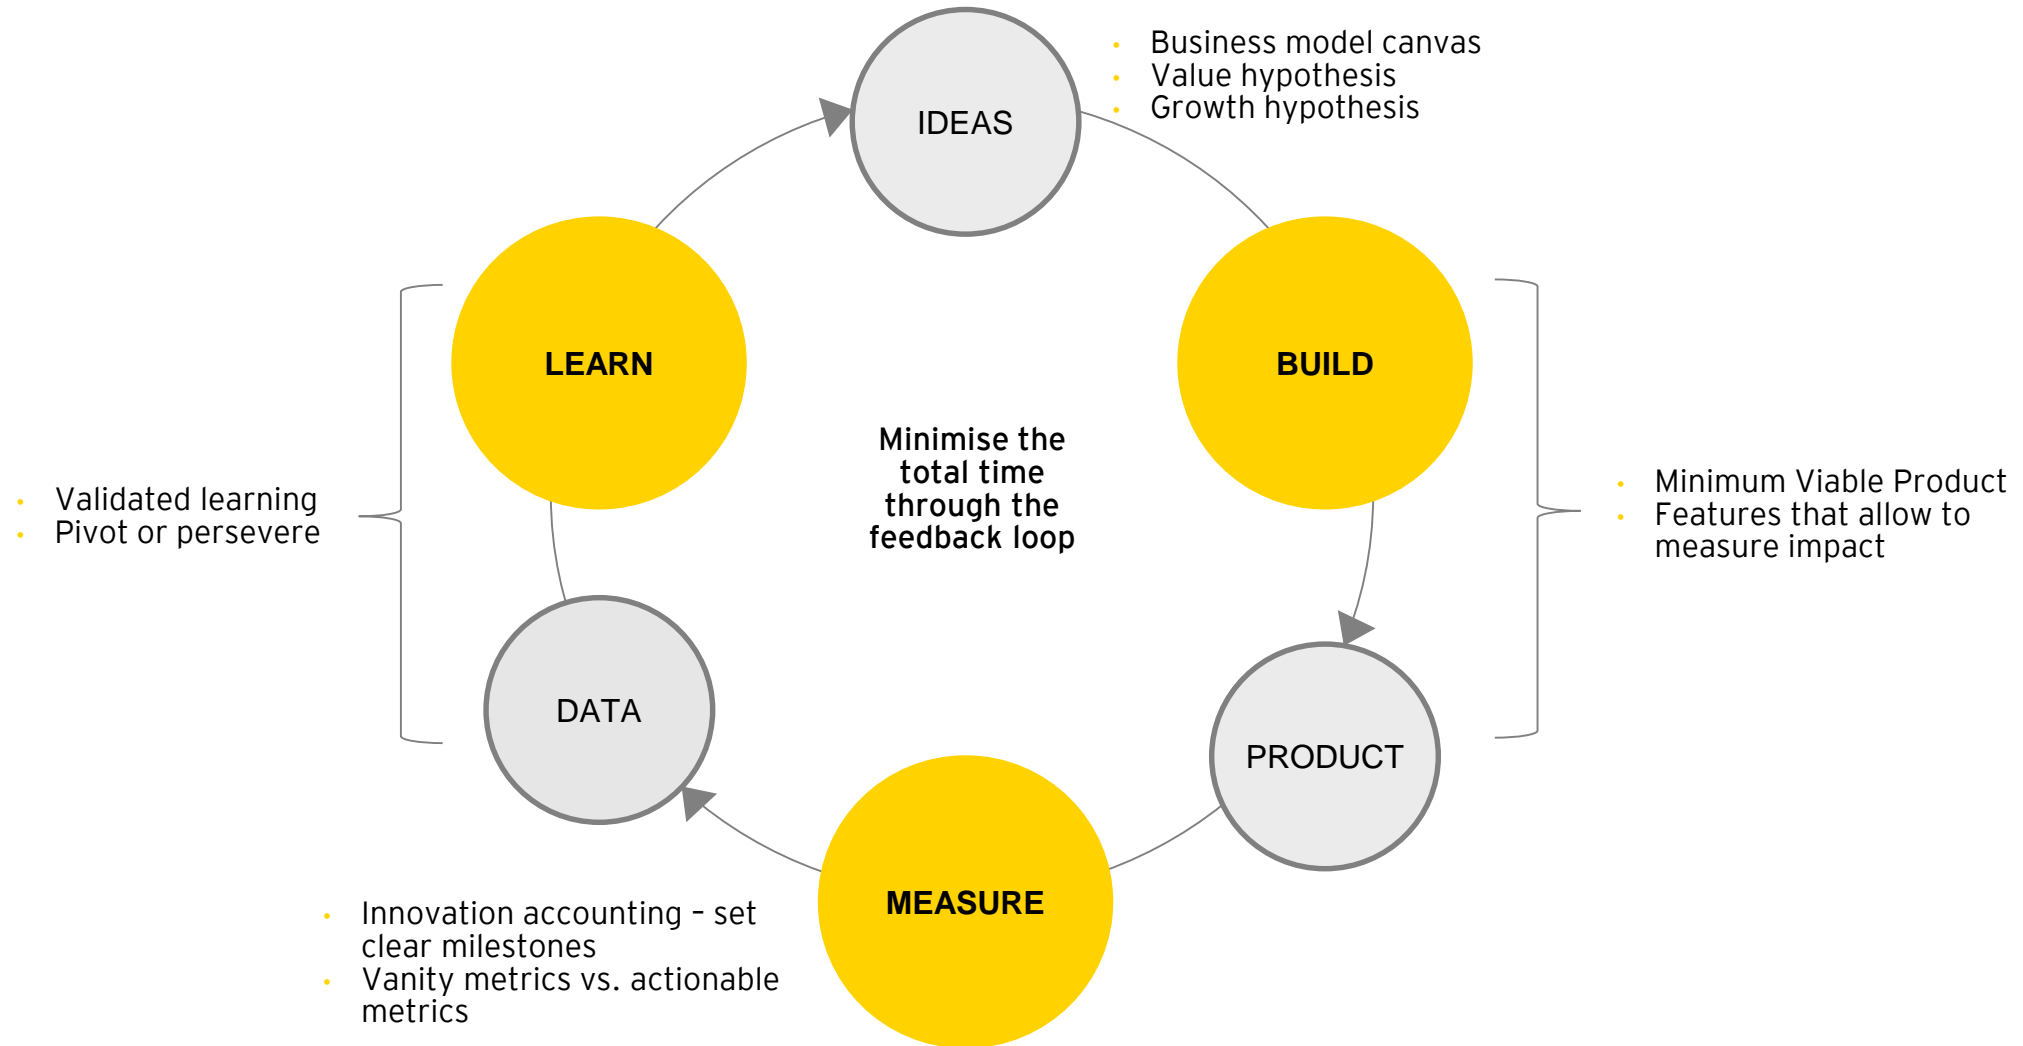 IDEAS
Business model canvas
Value hypothesis
Growth hypothesis
LEARN
BUILD
Minimise the
total time
through the
feedback loop
Validated learning
Pivot or persevere
Minimum Viable Product
Features that allow to
measure impact
DATA
PRODUCT
MEASURE
Innovation accounting – set
clear milestones
Vanity metrics vs. actionable
metrics